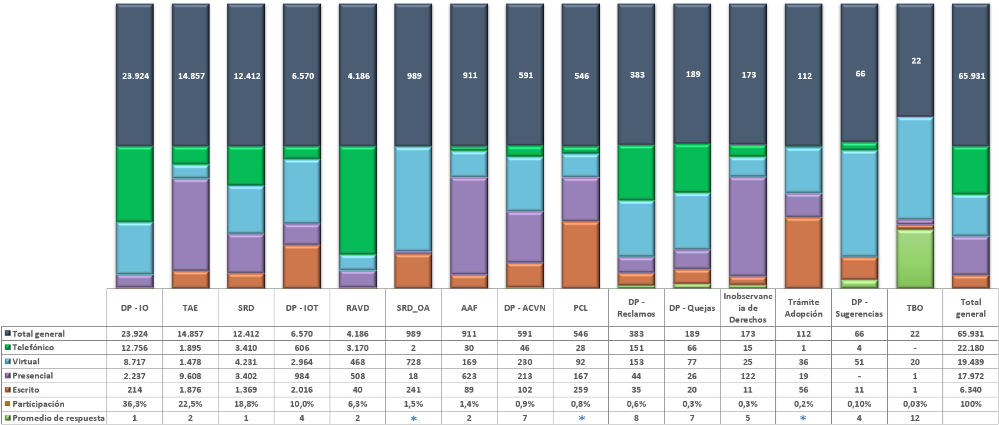 23.924 14.857 12.412 6.570 4.186 989 911 591 546 383 189 173 112 66 22 65.931
DP - IO TAE SRD DP - IOT RAVD SRD_OA AAF DP - ACVN PCL DP - Reclamos DP - Quejas Inobservanc ia de Derechos Trámite Adopción DP - Sugerencias TBO Total general
Total general 23.924 14.857 12.412 6.570 4.186 989 911 591 546 383 189 173 112 66 22 65.931
Telefónico 12.756 1.895 3.410 606 3.170 2 30 46 28 151 66 15 1 4 - 22.180
Virtual 8.717 1.478 4.231 2.964 468 728 169 230 92 153 77 25 36 51 20 19.439
Presencial 2.237 9.608 3.402 984 508 18 623 213 167 44 26 122 19 - 1 17.972
Escrito 214 1.876 1.369 2.016 40 241 89 102 259 35 20 11 56 11 1 6.340
Participación 36,3% 22,5% 18,8% 10,0% 6,3% 1,5% 1,4% 0,9% 0,8% 0,6% 0,3% 0,3% 0,2% 0,10% 0,03% 100%
Promedio de respuesta 1 2 1 4 2 * 2 7 * 8 7 5 * 4 12